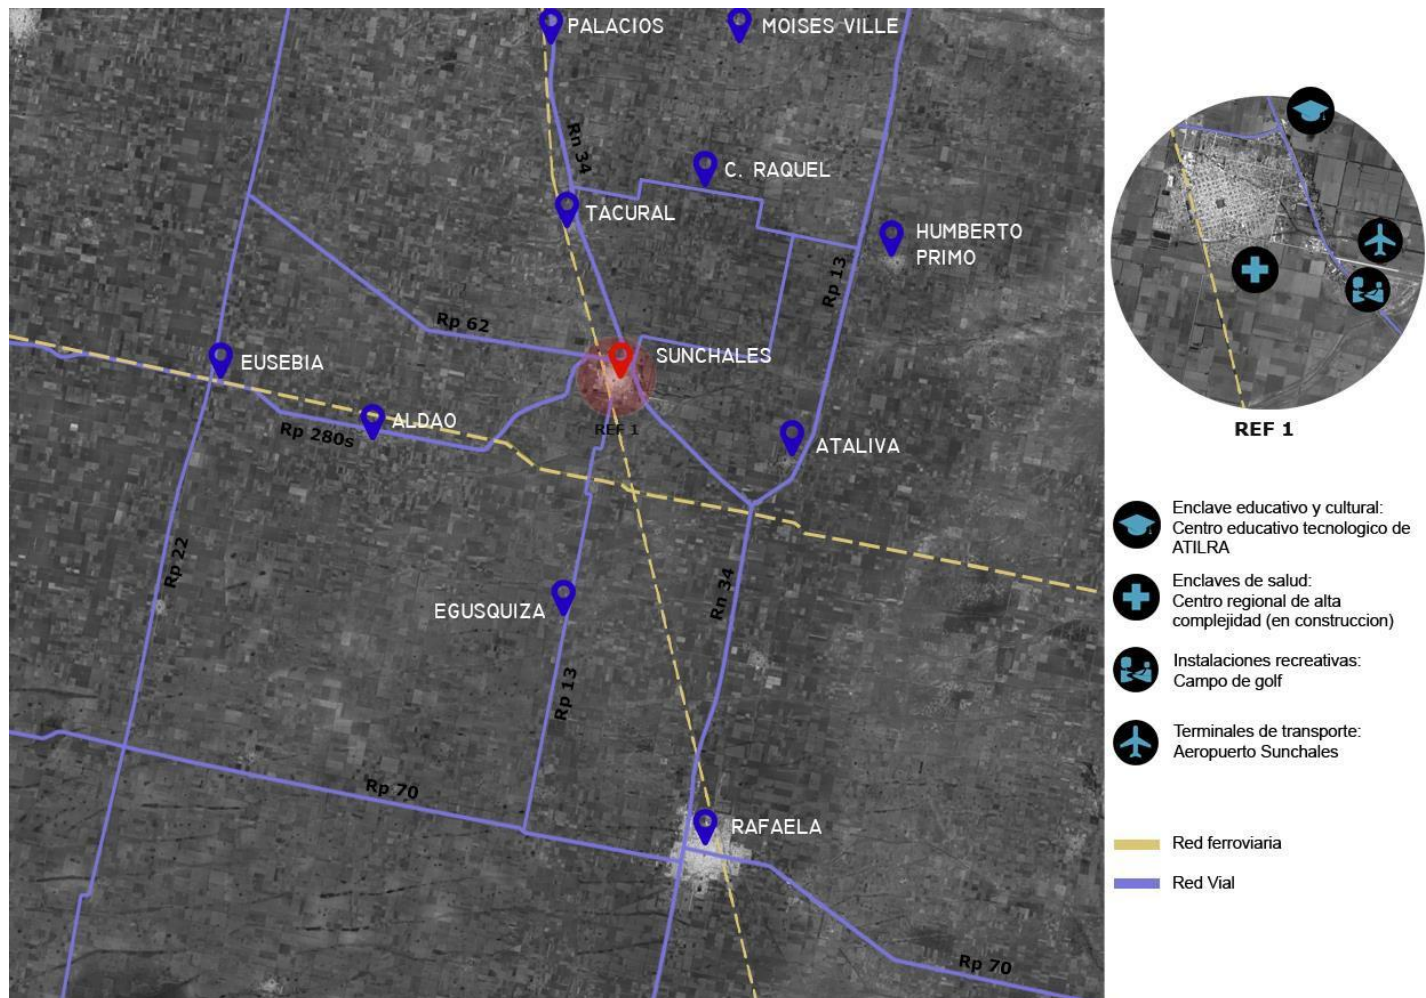 PALACIOS
MOISES VILLE
Rn 34
C. RAQUEL
TACURAL
HUMBERTO
PRIMO
Rp 13
Rp 62
SUNCHALES
EUSEBIA
ALDAO
Rp 280s
REF 1
ATALIVA
Rp 22
Rn 34
EGUSQUIZA
Rp 13
Rp 70
RAFAELA
Rp 70
REF 1
Enclave educativo y cultural:
Centro educativo tecnologico de
ATILRA
Enclaves de salud:
Centro regional de alta
complejidad (en construccion)
Instalaciones recreativas:
Campo de golf
Terminales de transporte:
Aeropuerto Sunchales
Red ferroviaria
Red Vial